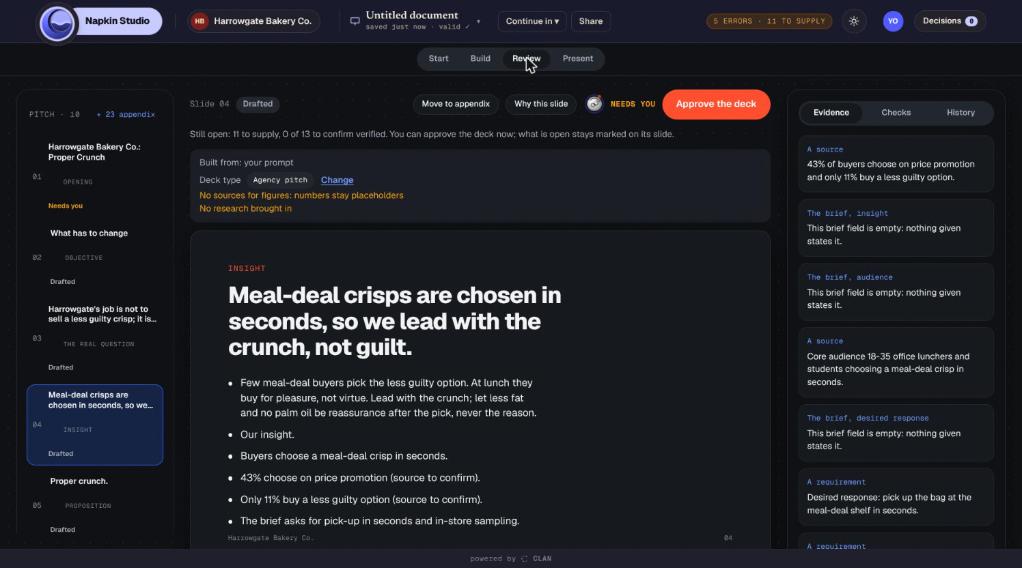 Napkin Studio
HB Harrowgate Bakery Co.
Untitled document
saved just now · valid ✓
Continue in ▾
Share
5 ERRORS · 11 TO SUPPLY
YO
Decisions 0
Start Build Review Present
PITCH · 10 + 23 appendix
Harrowgate Bakery Co.:
Proper Crunch
01 OPENING
Needs you
What has to change
02 OBJECTIVE
Drafted
Harrowgate's job is not to
sell a less guilty crisp; it is...
03 THE REAL QUESTION
Drafted
Meal-deal crisps are
chosen in seconds, so we...
04 INSIGHT
Drafted
Proper crunch.
05 PROPOSITION
Drafted
Slide 04 Drafted
Move to appendix
Why this slide
NEEDS YOU
Approve the deck
Still open: 11 to supply, 0 of 13 to confirm verified. You can approve the deck now; what is open stays marked on its slide.
Built from: your prompt
Deck type Agency pitch Change
No sources for figures: numbers stay placeholders
No research brought in
INSIGHT
Meal-deal crisps are chosen in
seconds, so we lead with the
crunch, not guilt.
• Few meal-deal buyers pick the less guilty option. At lunch they
buy for pleasure, not virtue. Lead with the crunch; let less fat
and no palm oil be reassurance after the pick, never the reason.
• Our insight.
• Buyers choose a meal-deal crisp in seconds.
• 43% choose on price promotion (source to confirm).
• Only 11% buy a less guilty option (source to confirm).
• The brief asks for pick-up in seconds and in-store sampling.
Harrowgate Bakery Co. 04
Evidence Checks History
A source
43% of buyers choose on price promotion
and only 11% buy a less guilty option.
The brief, insight
This brief field is empty: nothing given
states it.
The brief, audience
This brief field is empty: nothing given
states it.
A source
Core audience 18-35 office lunchers and
students choosing a meal-deal crisp in
seconds.
The brief, desired response
This brief field is empty: nothing given
states it.
A requirement
Desired response: pick up the bag at the
meal-deal shelf in seconds.
A requirement
powered by CLAN